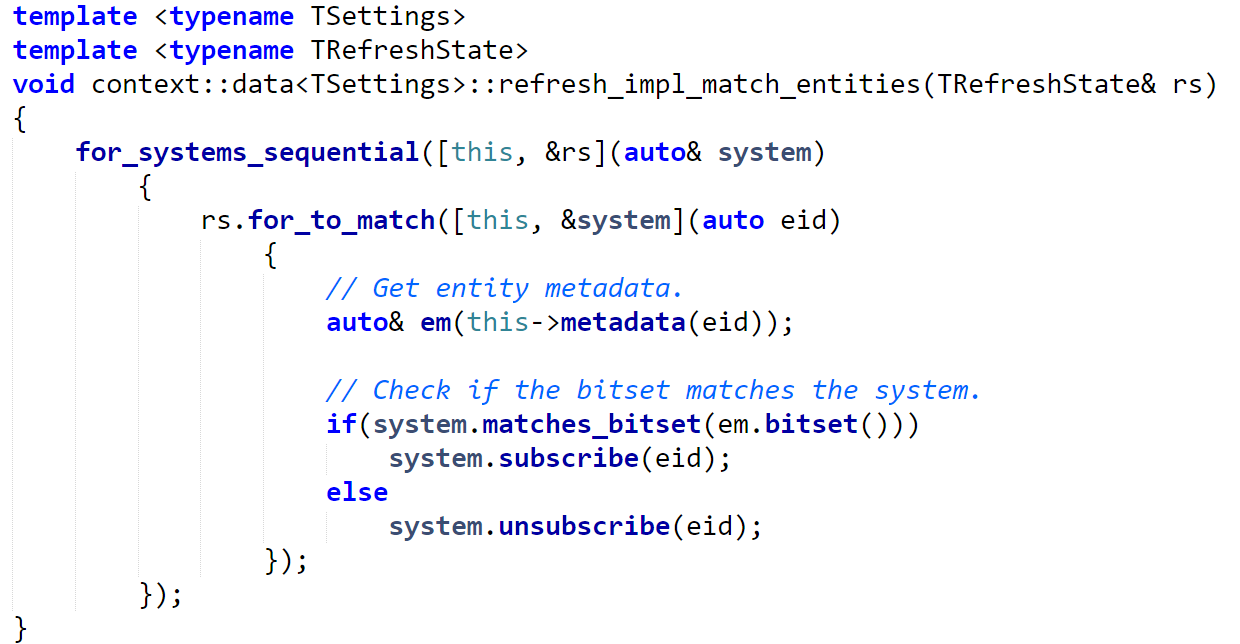 template <typename TSettings>
template <typename TRefreshState>
void context::data<TSettings>::refresh_impl_match_entities(TRefreshState& rs)
{
    for_systems_sequential([this, &rs](auto& system)
        {
            rs.for_to_match([this, &system](auto eid)
                {
                    // Get entity metadata.
                    auto& em(this->metadata(eid));

                    // Check if the bitset matches the system.
                    if(system.matches_bitset(em.bitset()))
                        system.subscribe(eid);
                    else
                        system.unsubscribe(eid);
                });
        });
}